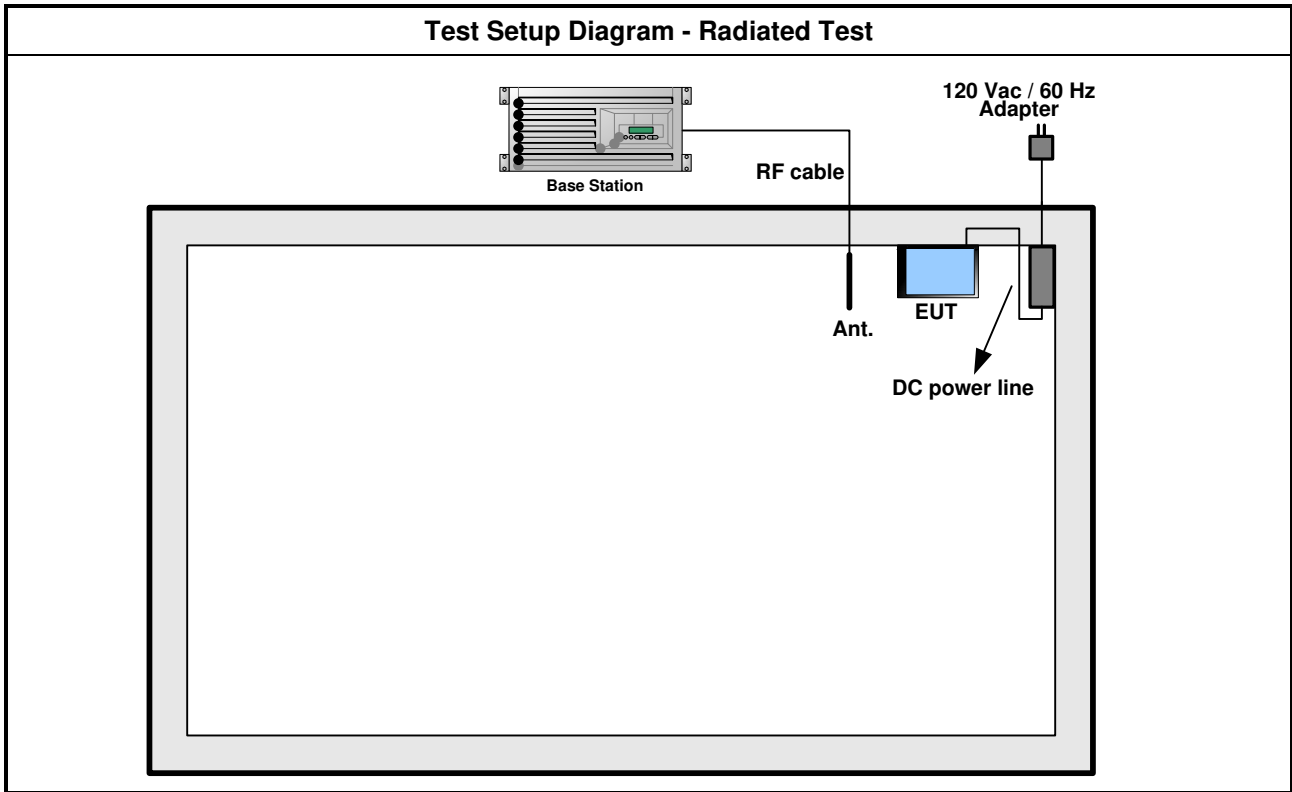 Test Setup Diagram - Radiated Test
120 Vac / 60 Hz
Adapter
RF cable
Base Station
EUT
Ant.
DC power line